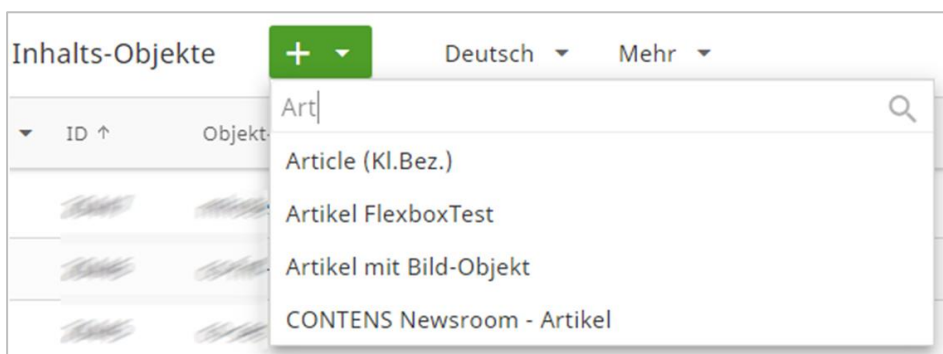 Inhalts-Objekte + Deutsch Mehr
Art
ID ↑ Objekt-
Article (Kl.Bez.)
Artikel FlexboxTest
Artikel mit Bild-Objekt
CONTENS Newsroom - Artikel